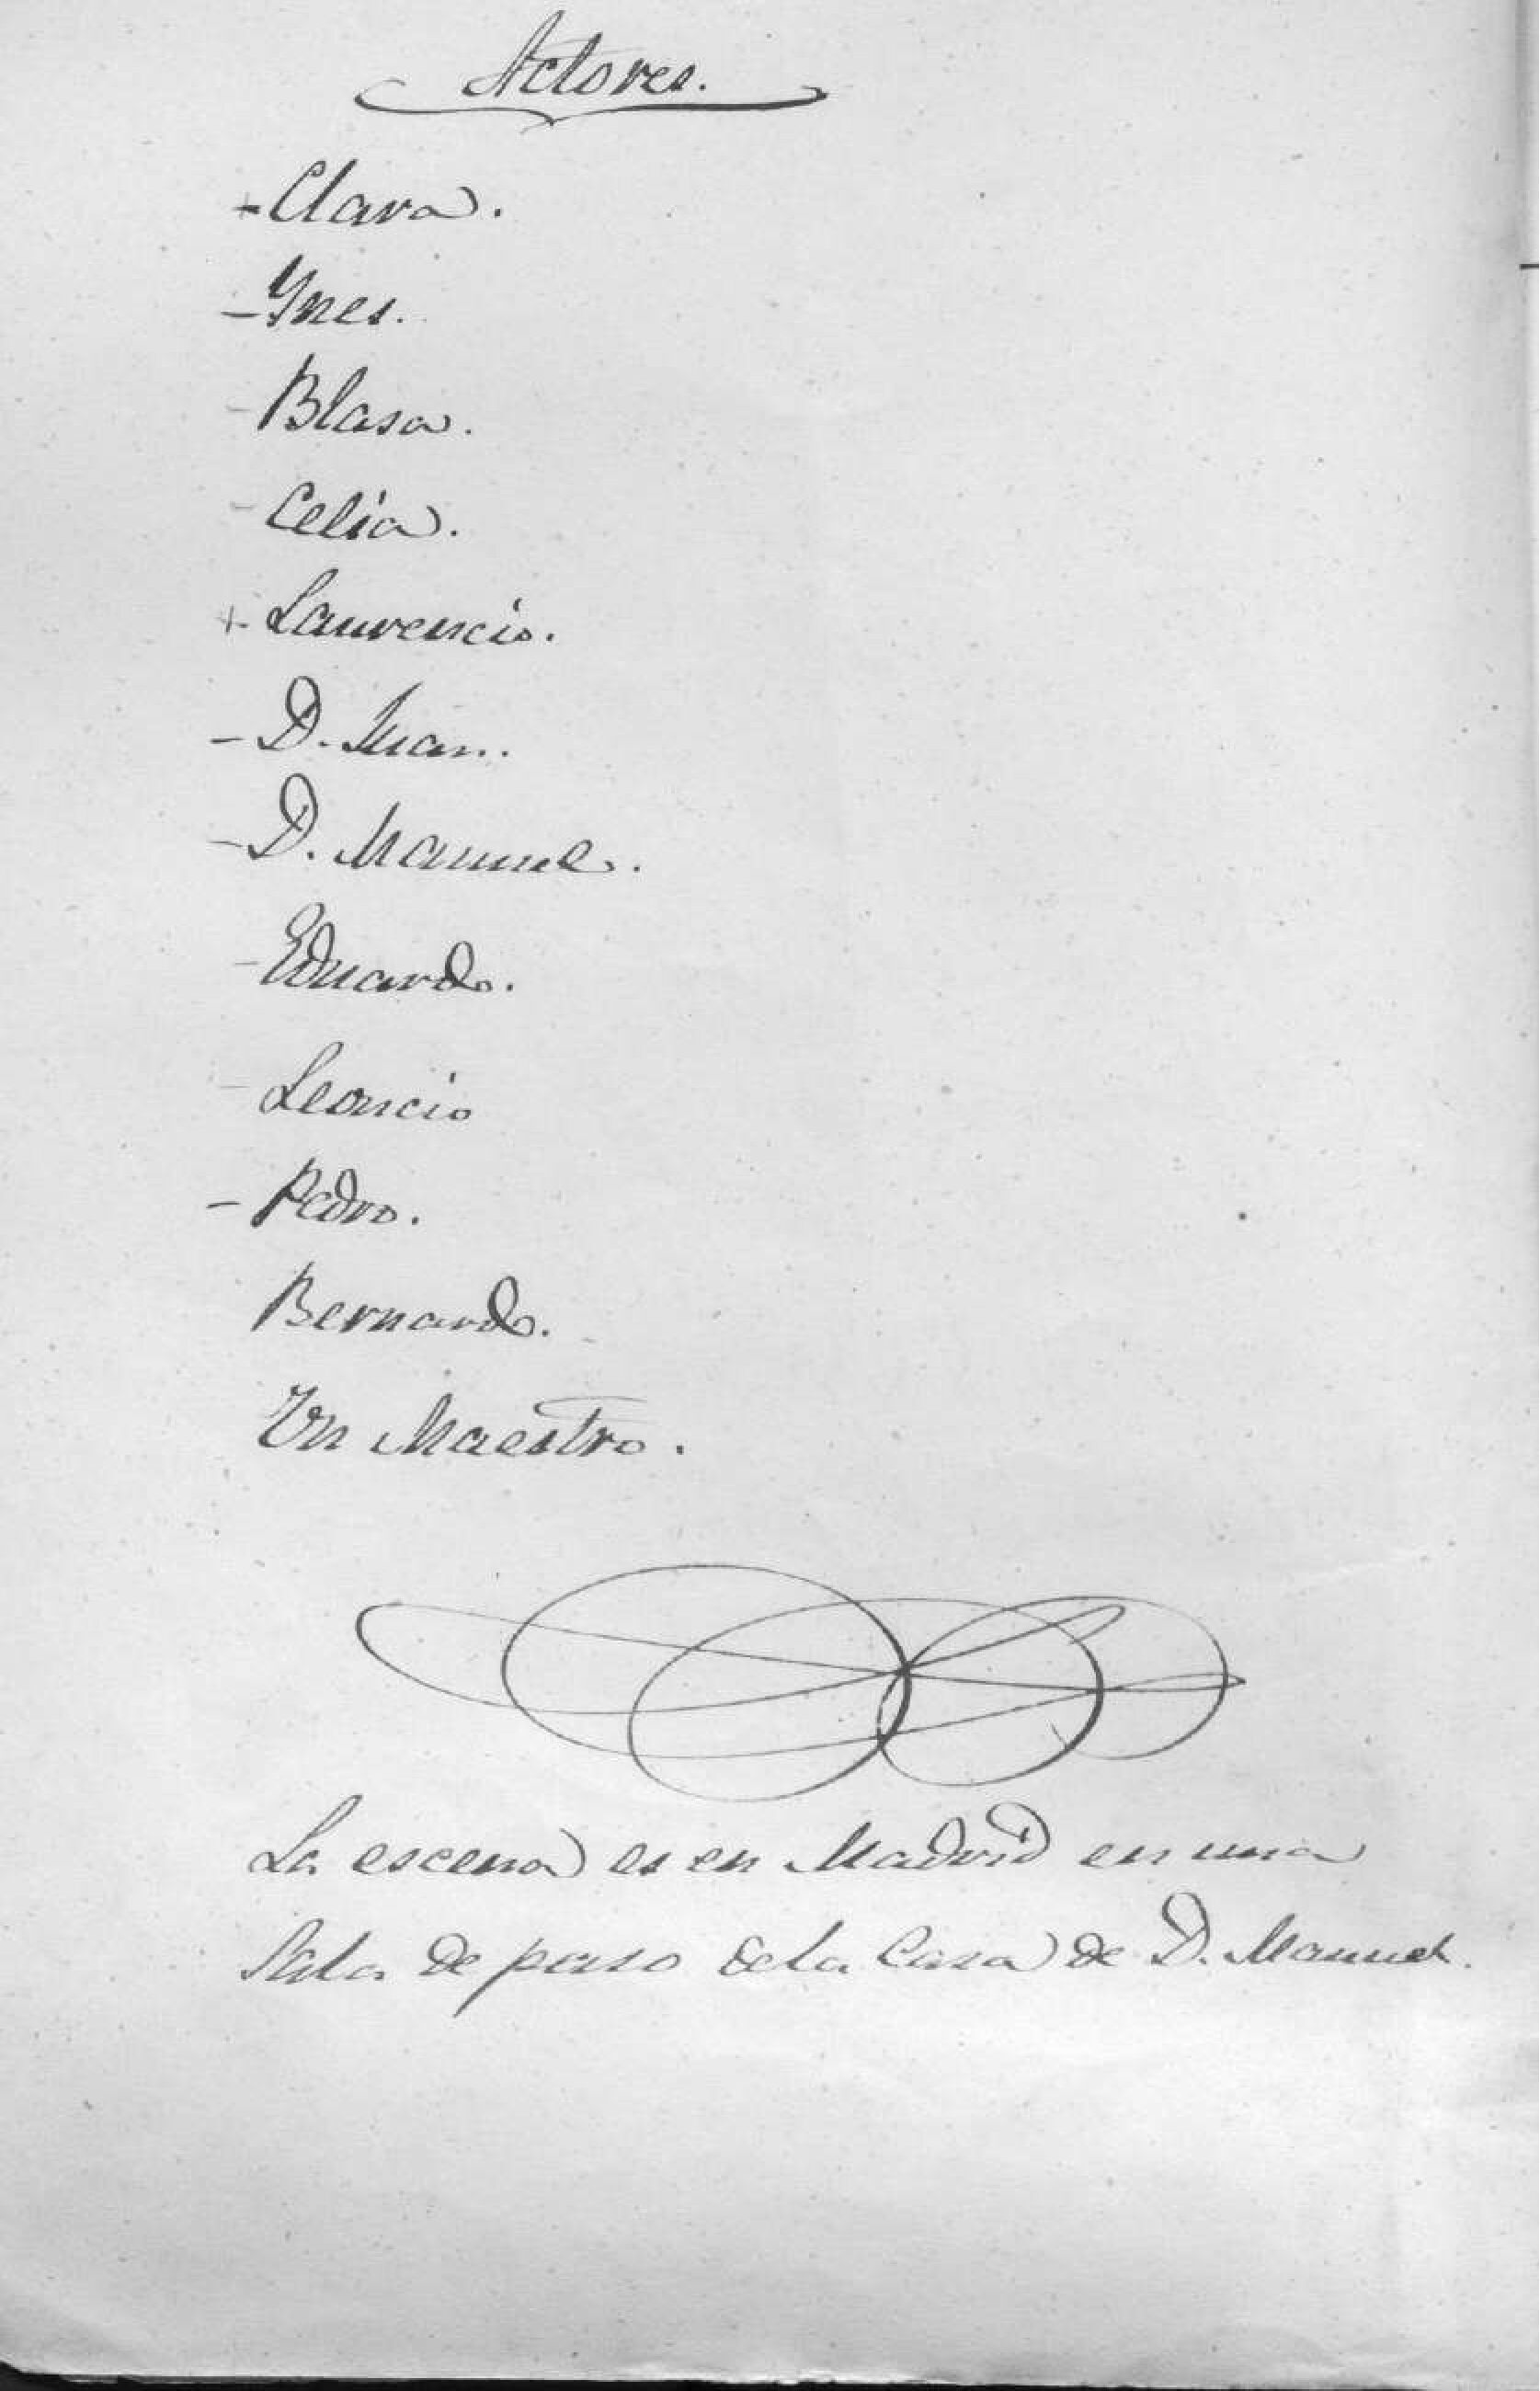 Actores.
- Clara.
- Ynes.
- Blasa.
- Celia.
+ Laurencio.
- D. Juan.
- D. Manuel.
- Eduardo.
- Leoncio
- Pedro.
Bernardo.
Un Maestro.
La escena es en Madrid en una
Sala de paso de la Casa de D. Manuel.